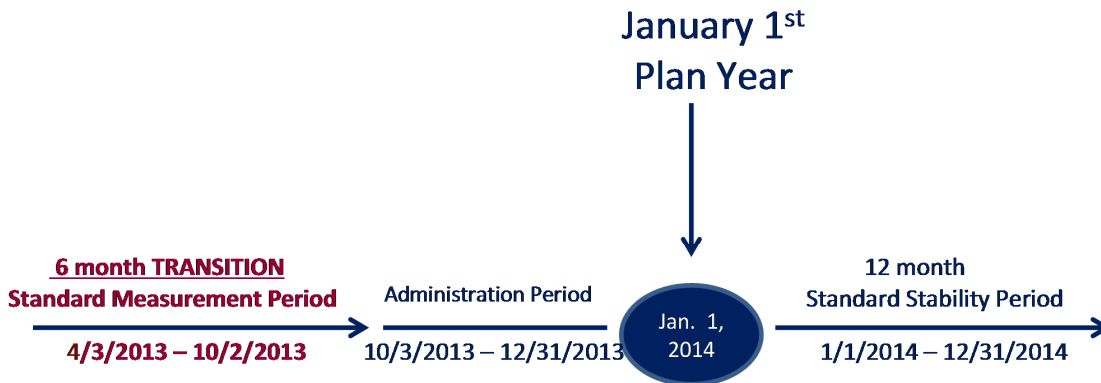 January 1st
Plan Year
6 month TRANSITION
Standard Measurement Period
4/3/2013 – 10/2/2013
Administration Period
10/3/2013 – 12/31/2013
Jan. 1,
2014
12 month
Standard Stability Period
1/1/2014 – 12/31/2014